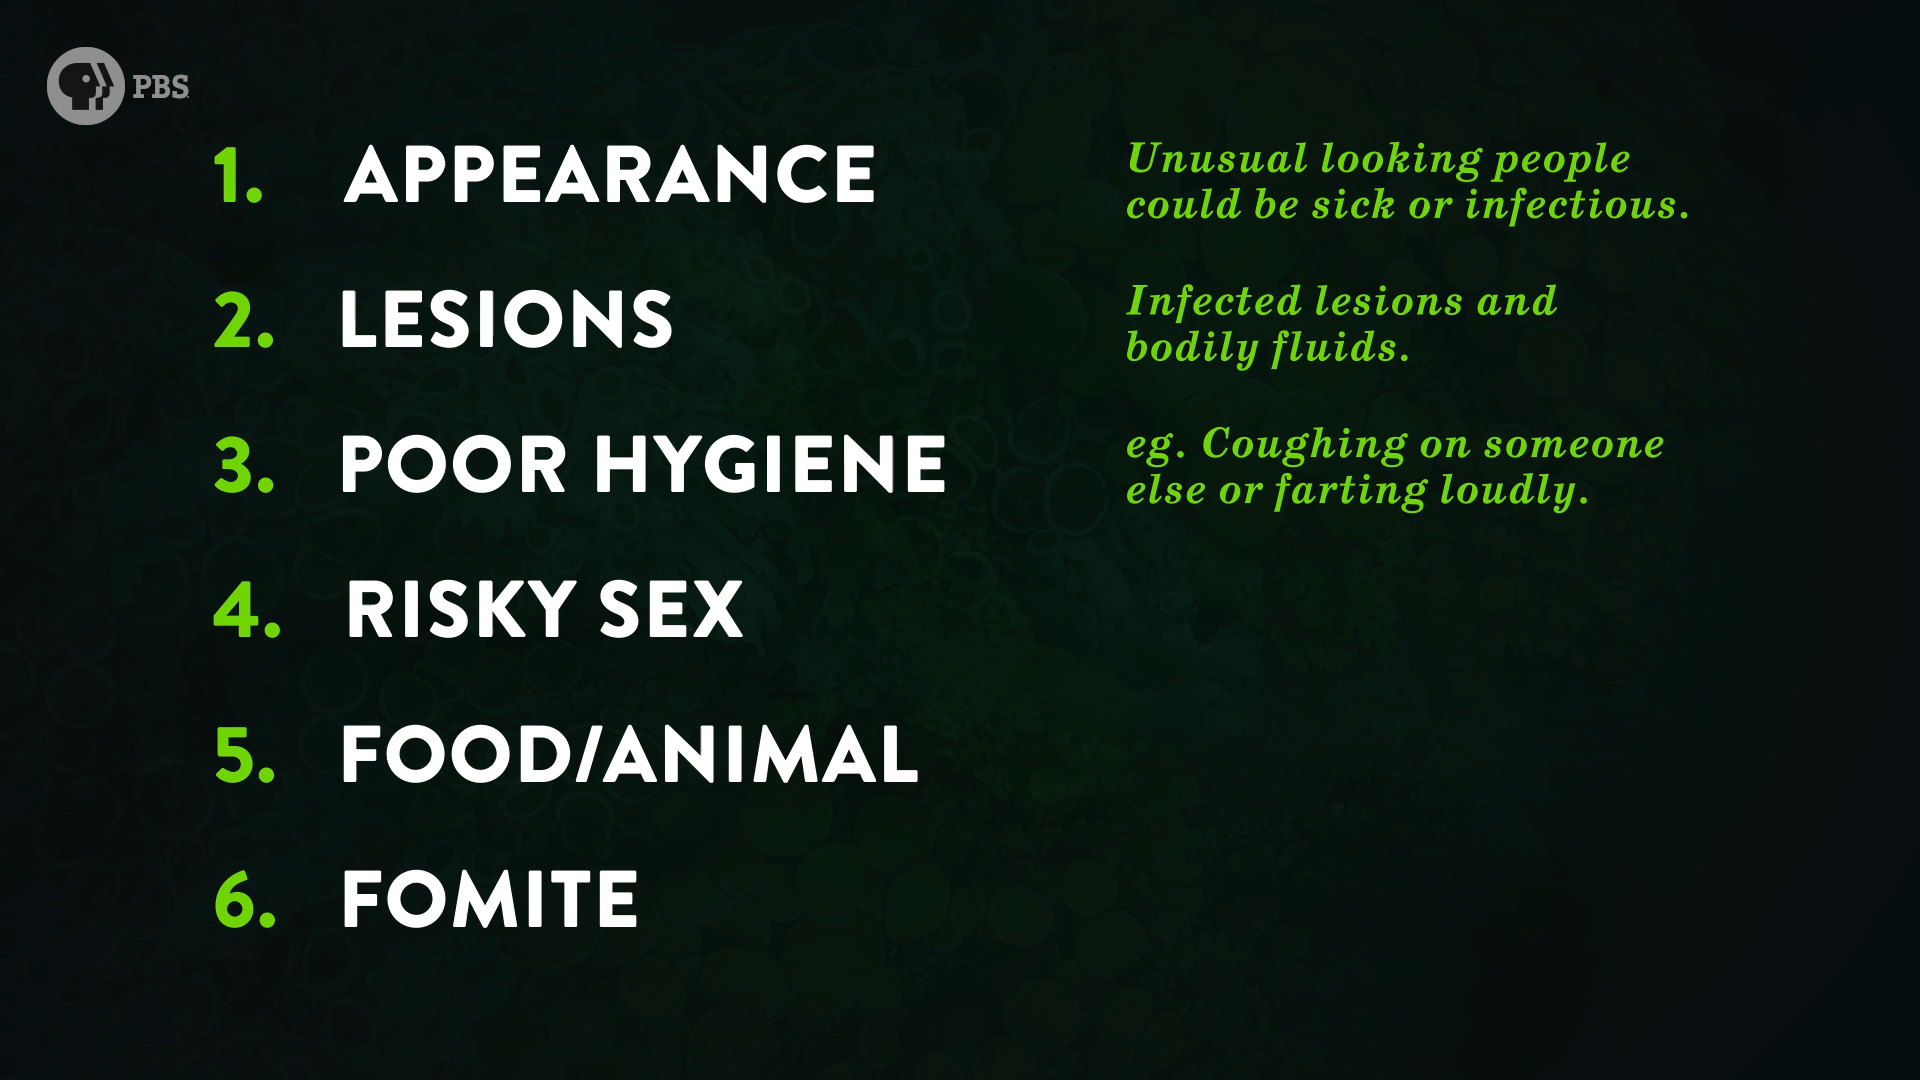 PBS
1. APPEARANCE
Unusual looking people
could be sick or infectious.
2. LESIONS
Infected lesions and
bodily fluids.
3. POOR HYGIENE
eg. Coughing on someone
else or farting loudly.
4. RISKY SEX
5. FOOD/ANIMAL
6. FOMITE